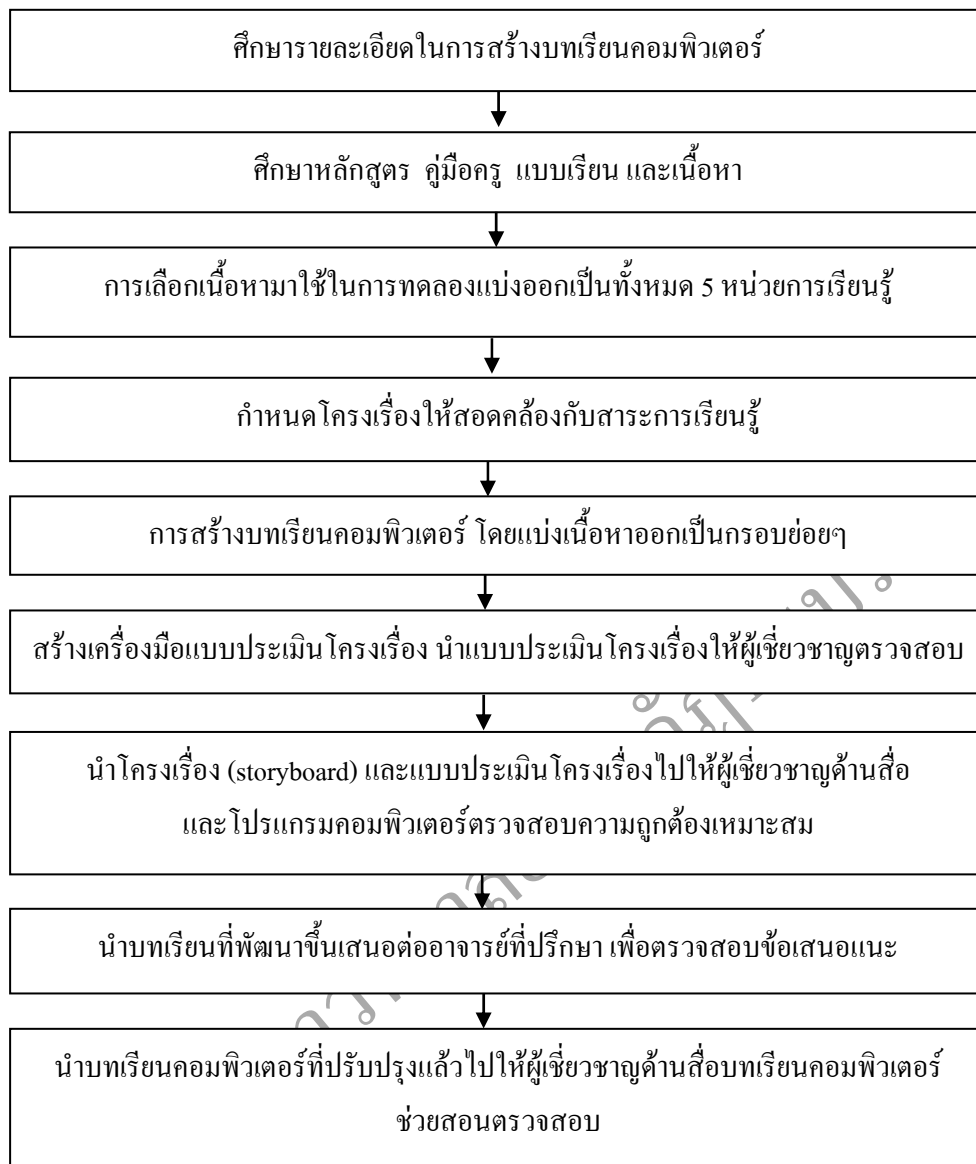 ศึกษารายละเอียดในการสร้างบทเรียนคอมพิวเตอร์
ศึกษาหลักสูตร คู่มือครู แบบเรียน และเนื้อหา
การเลือกเนื้อหามาใช้ในการทดลองแบ่งออกเป็นทั้งหมด 5 หน่วยการเรียนรู้
กำหนดโครงเรื่องให้สอดคล้องกับสาระการเรียนรู้
การสร้างบทเรียนคอมพิวเตอร์ โดยแบ่งเนื้อหาออกเป็นกรอบย่อยๆ
สร้างเครื่องมือแบบประเมินโครงเรื่อง นำแบบประเมินโครงเรื่องให้ผู้เชี่ยวชาญตรวจสอบ
นำโครงเรื่อง (storyboard) และแบบประเมินโครงเรื่องไปให้ผู้เชี่ยวชาญด้านสื่อ
และโปรแกรมคอมพิวเตอร์ตรวจสอบความถูกต้องเหมาะสม
นำบทเรียนที่พัฒนาขึ้นเสนอต่ออาจารย์ที่ปรึกษา เพื่อตรวจสอบข้อเสนอแนะ
นำบทเรียนคอมพิวเตอร์ที่ปรับปรุงแล้วไปให้ผู้เชี่ยวชาญด้านสื่อบทเรียนคอมพิวเตอร์
ช่วยสอนตรวจสอบ